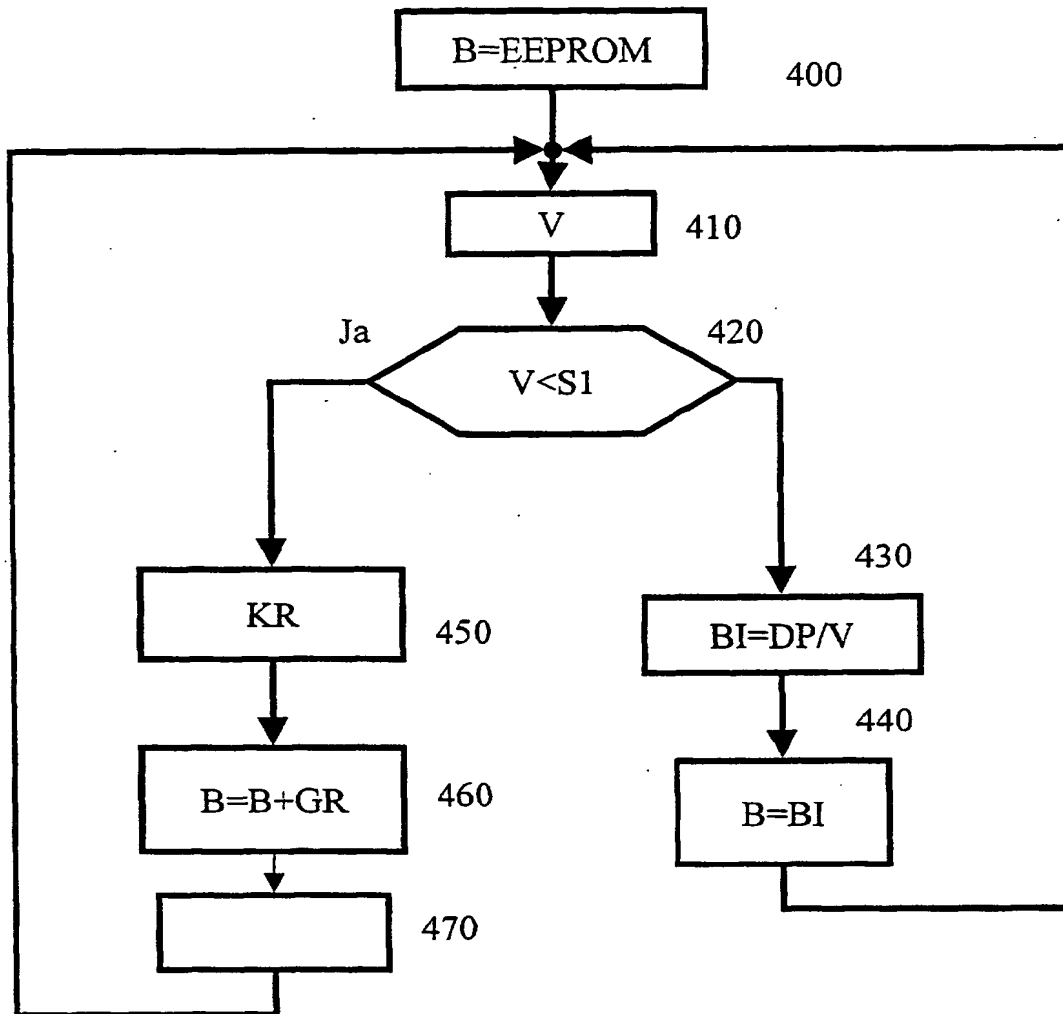 B=EEPROM
400
V
410
Ja
420
V<S1
430
KR
450
BI=DP/V
440
B=B+GR
460
B=BI
470